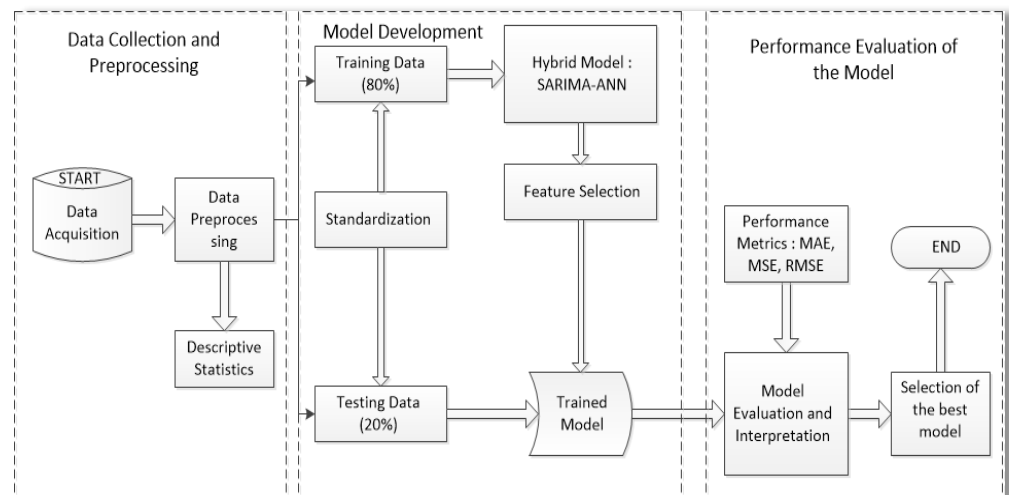 Data Collection and
Preprocessing
START
Data
Acquisition
Data
Preproces
sing
Descriptive
Statistics
Model Development
Training Data
(80%)
Hybrid Model :
SARIMA-ANN
Standardization
Feature Selection
Testing Data
(20%)
Trained
Model
Performance Evaluation of
the Model
Performance
Metrics : MAE,
MSE, RMSE
END
Model
Evaluation and
Interpretation
Selection of
the best
model